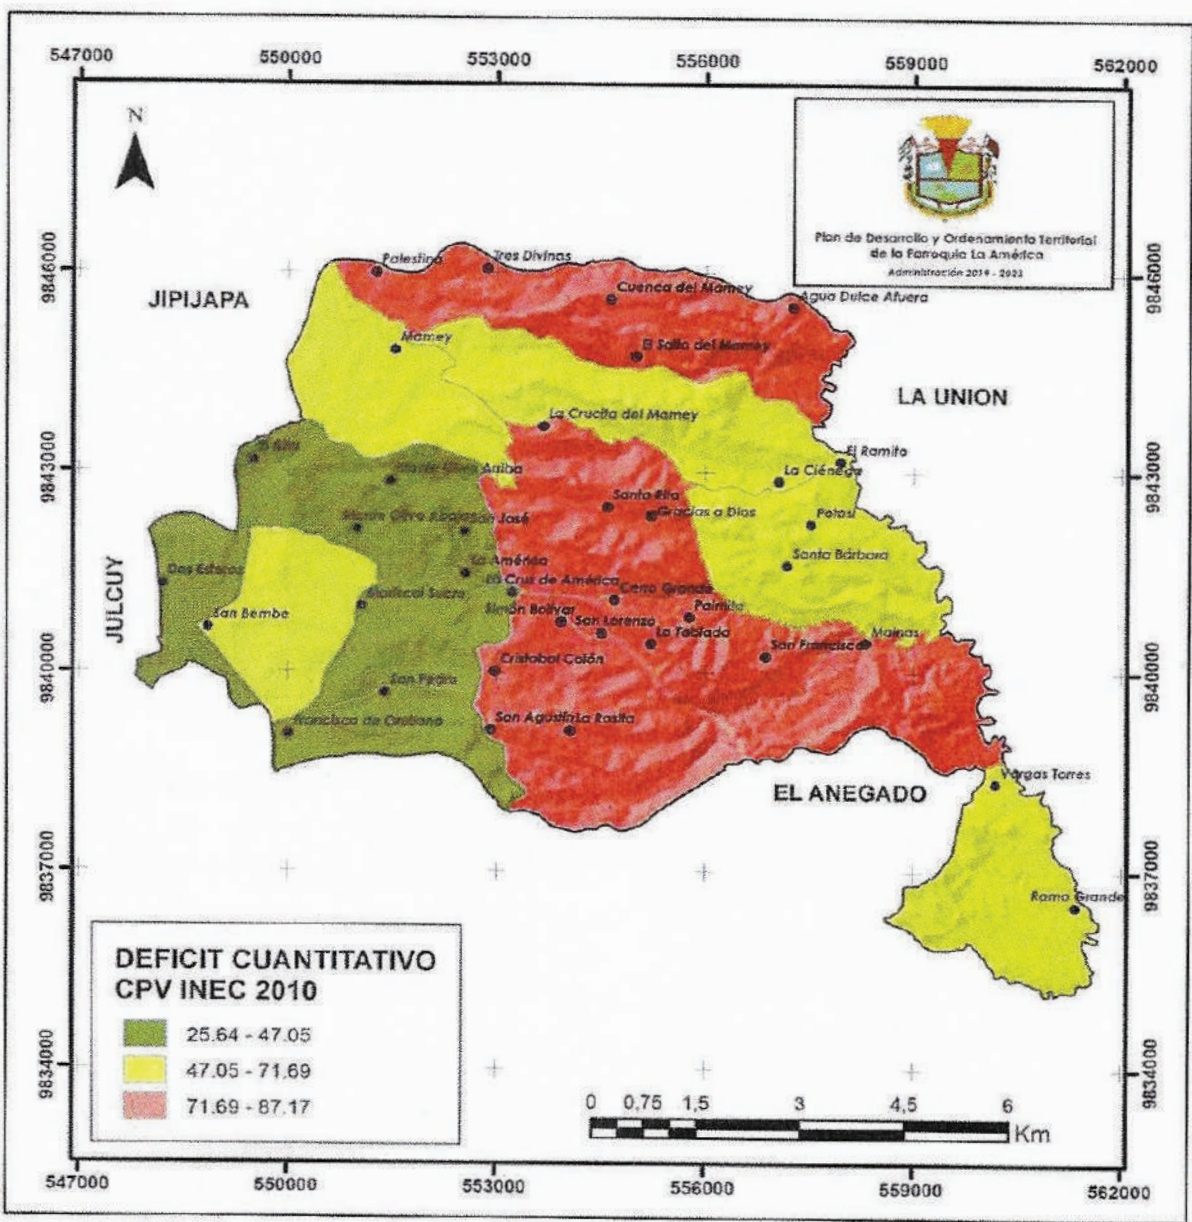 547000
550000
553000
556000
559000
562000
N
Plan de Desarrollo y Ordenamiento Territorial
de la Parroquia La América
Administración 2019 - 2023
9846000
9843000
9840000
9837000
9834000
9846000
9843000
9840000
9837000
9834000
JIPIJAPA
LA UNION
JULCUY
EL ANEGADO
Palestina
Tres Divinas
Cuenca del Mamey
Agua Dulce Afuera
Mamey
El Salto del Mamey
La Crucita del Mamey
El Ramito
La Ciénega
Monte Olivo Arriba
Santa Rita
Gracias a Dios
Potosí
Monte Olivo Abajo
San José
Santa Bárbara
La América
Dos Esteros
La Cruz de América
Cerro Grande
Mariscal Sucre
San Bembe
Simón Bolívar
San Lorenzo
Palmita
La Tablada
Mainas
San Francisco
Cristobal Colón
San Pedro
Francisco de Orellana
San Agustín
La Rosita
Vargas Torres
Ramo Grande
DEFICIT CUANTITATIVO
CPV INEC 2010
25.64 - 47.05
47.05 - 71.69
71.69 - 87.17
0 0,75 1,5 3 4,5 6
Km
547000
550000
553000
556000
559000
562000